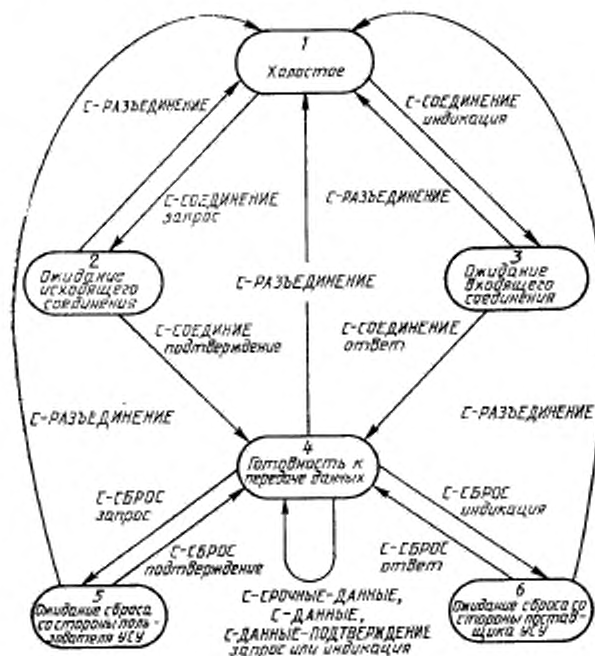 1
Холостое
С-РАЗЪЕДИНЕНИЕ
С-СОЕДИНЕНИЕ
индикация
С-СОЕДИНЕНИЕ
запрос
С-РАЗЪЕДИНЕНИЕ
2
Ожидание
исходящего
соединения
3
Ожидание
входящего
соединения
С-РАЗЪЕДИНЕНИЕ
С-СОЕДИНИЕ
подтверждение
С-СОЕДИНЕНИЕ
ответ
С-РАЗЪЕДИНЕНИЕ
С-РАЗЪЕДИНЕНИЕ
4
Готовность к
передаче данных
С-СБРОС
запрос
С-СБРОС
индикация
С-СБРОС
подтверждение
С-СБРОС
ответ
5
Ожидание сброса
со стороны поль-
зователя УСУ
6
Ожидание сброса со
стороны постав-
щика УСУ
С-СРОЧНЫЕ-ДАННЫЕ,
С-ДАННЫЕ,
С-ДАННЫЕ-ПОДТВЕРЖДЕНИЕ
запрос или индикация